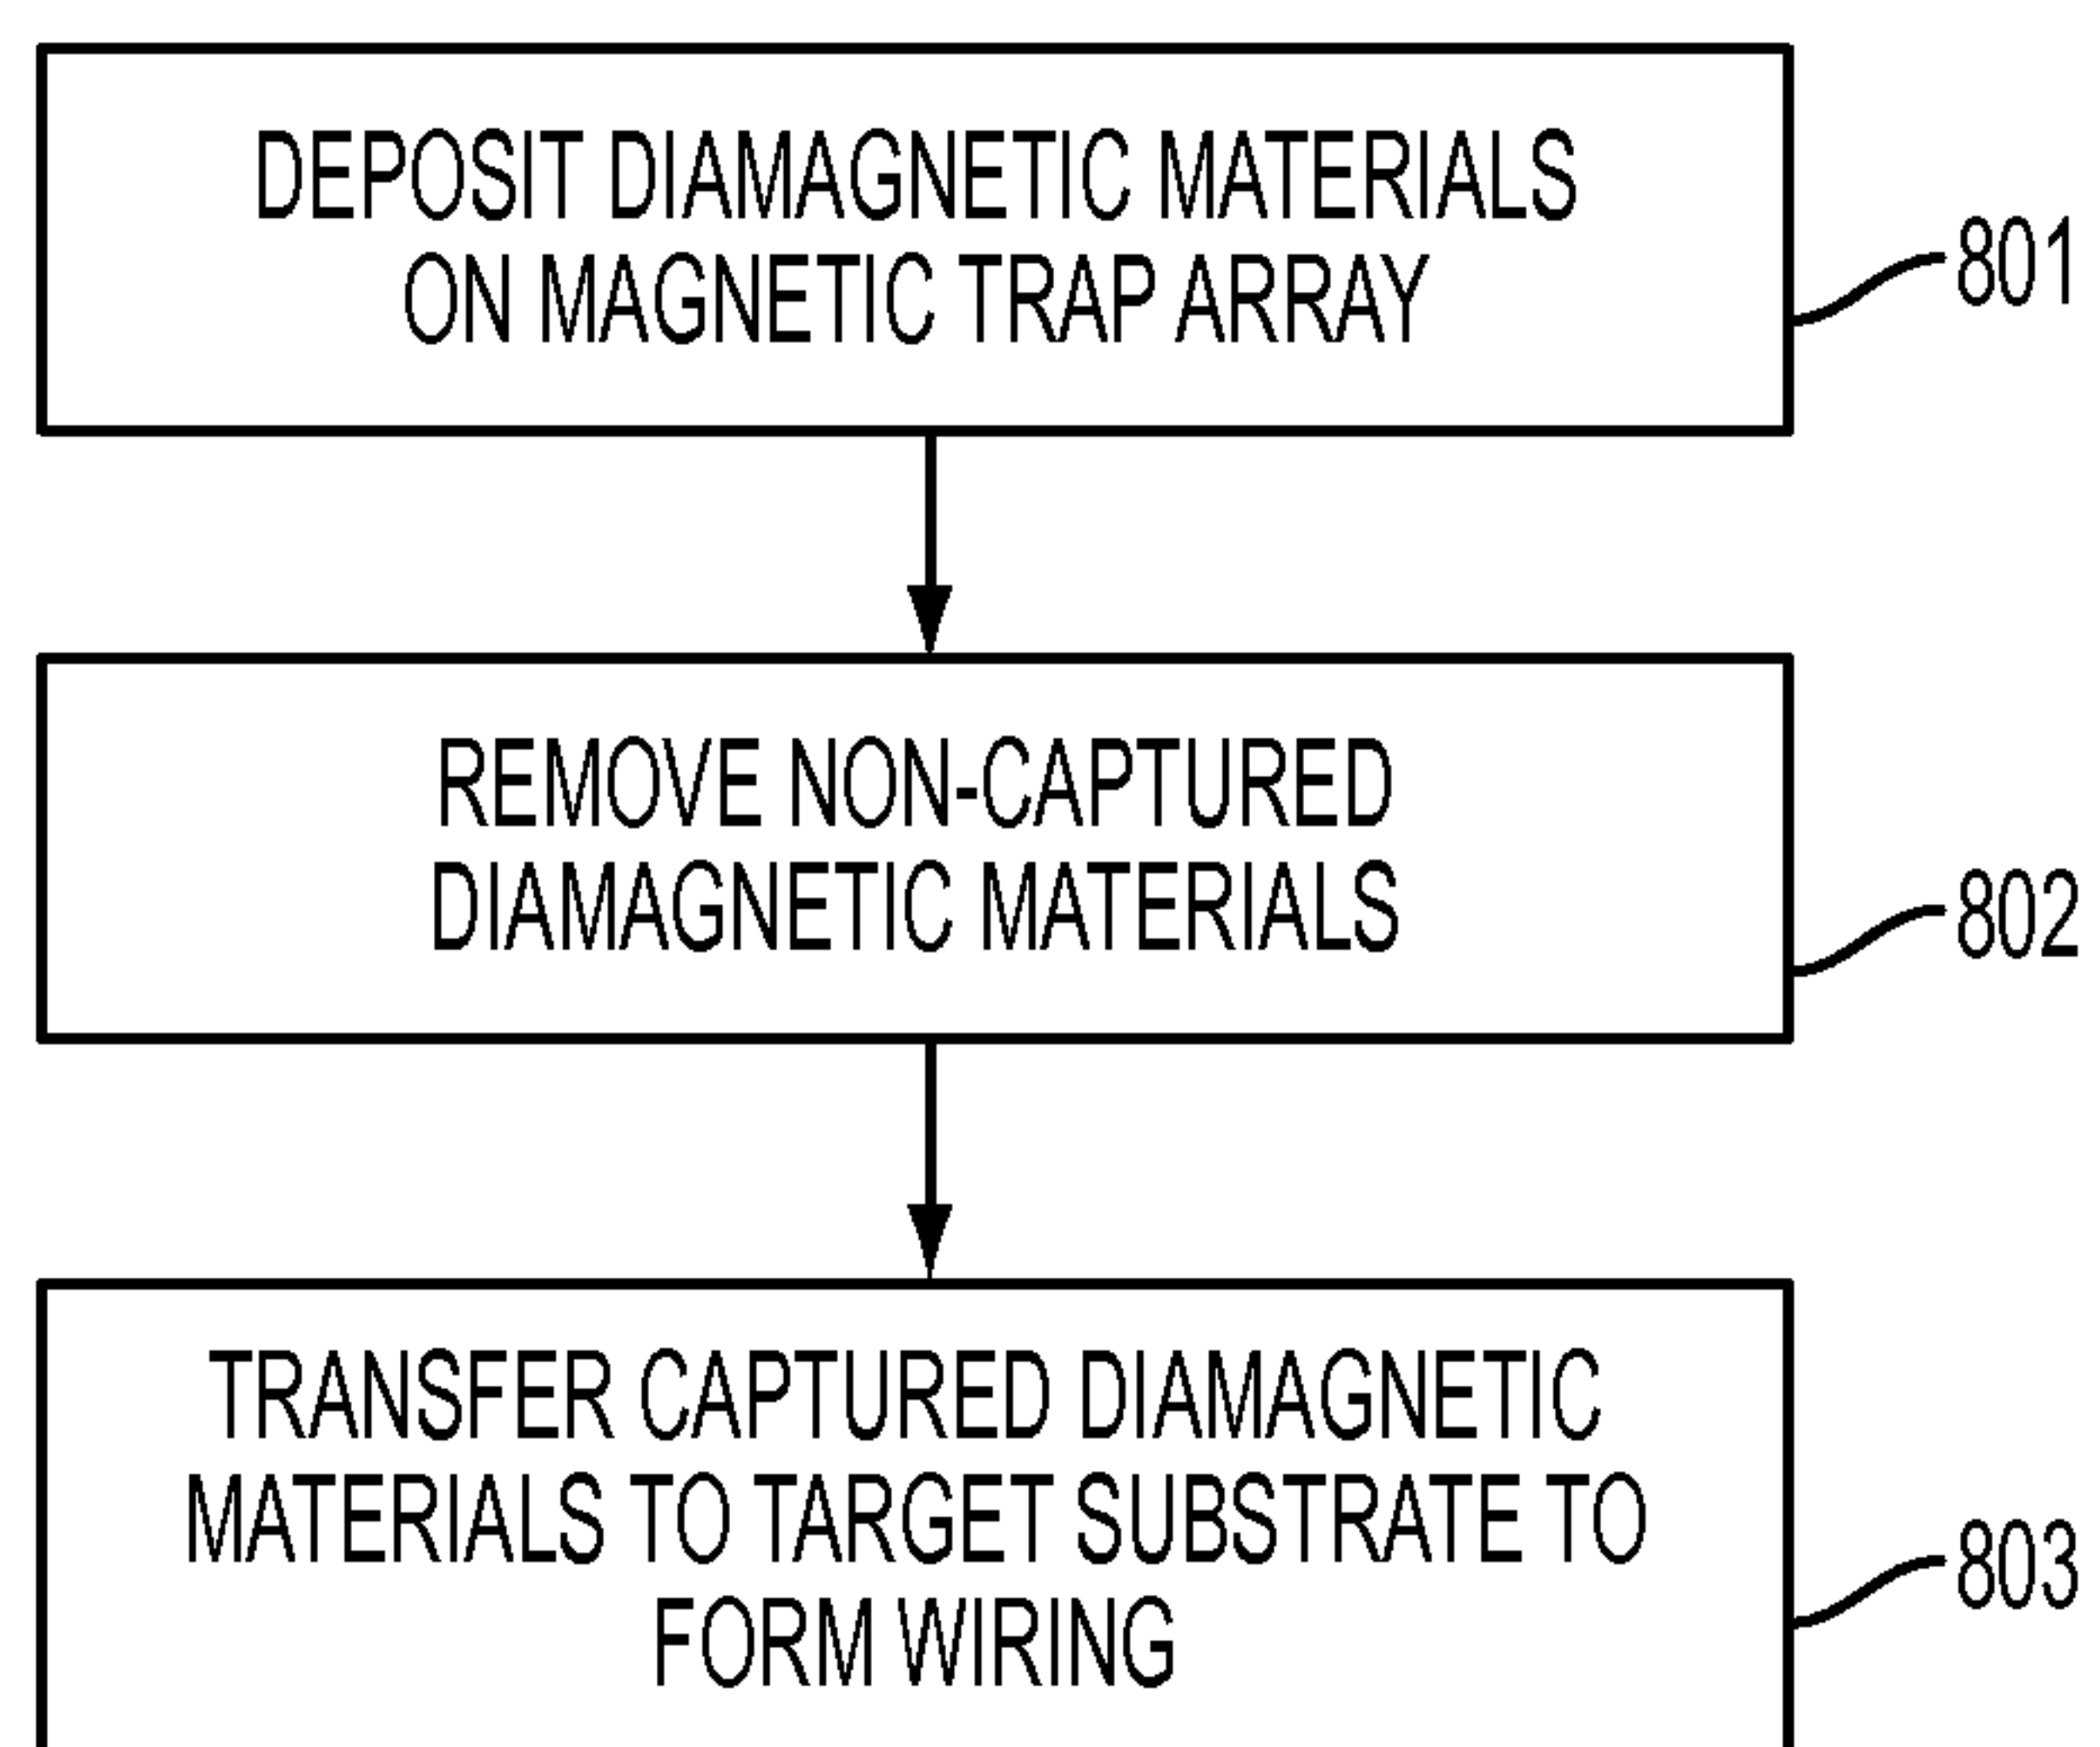 DEPOSIT DIAMAGNETIC MATERIALS
ON MAGNETIC TRAP ARRAY
801
REMOVE NON-CAPTURED
DIAMAGNETIC MATERIALS
802
TRANSFER CAPTURED DIAMAGNETIC
MATERIALS TO TARGET SUBSTRATE TO
FORM WIRING
803